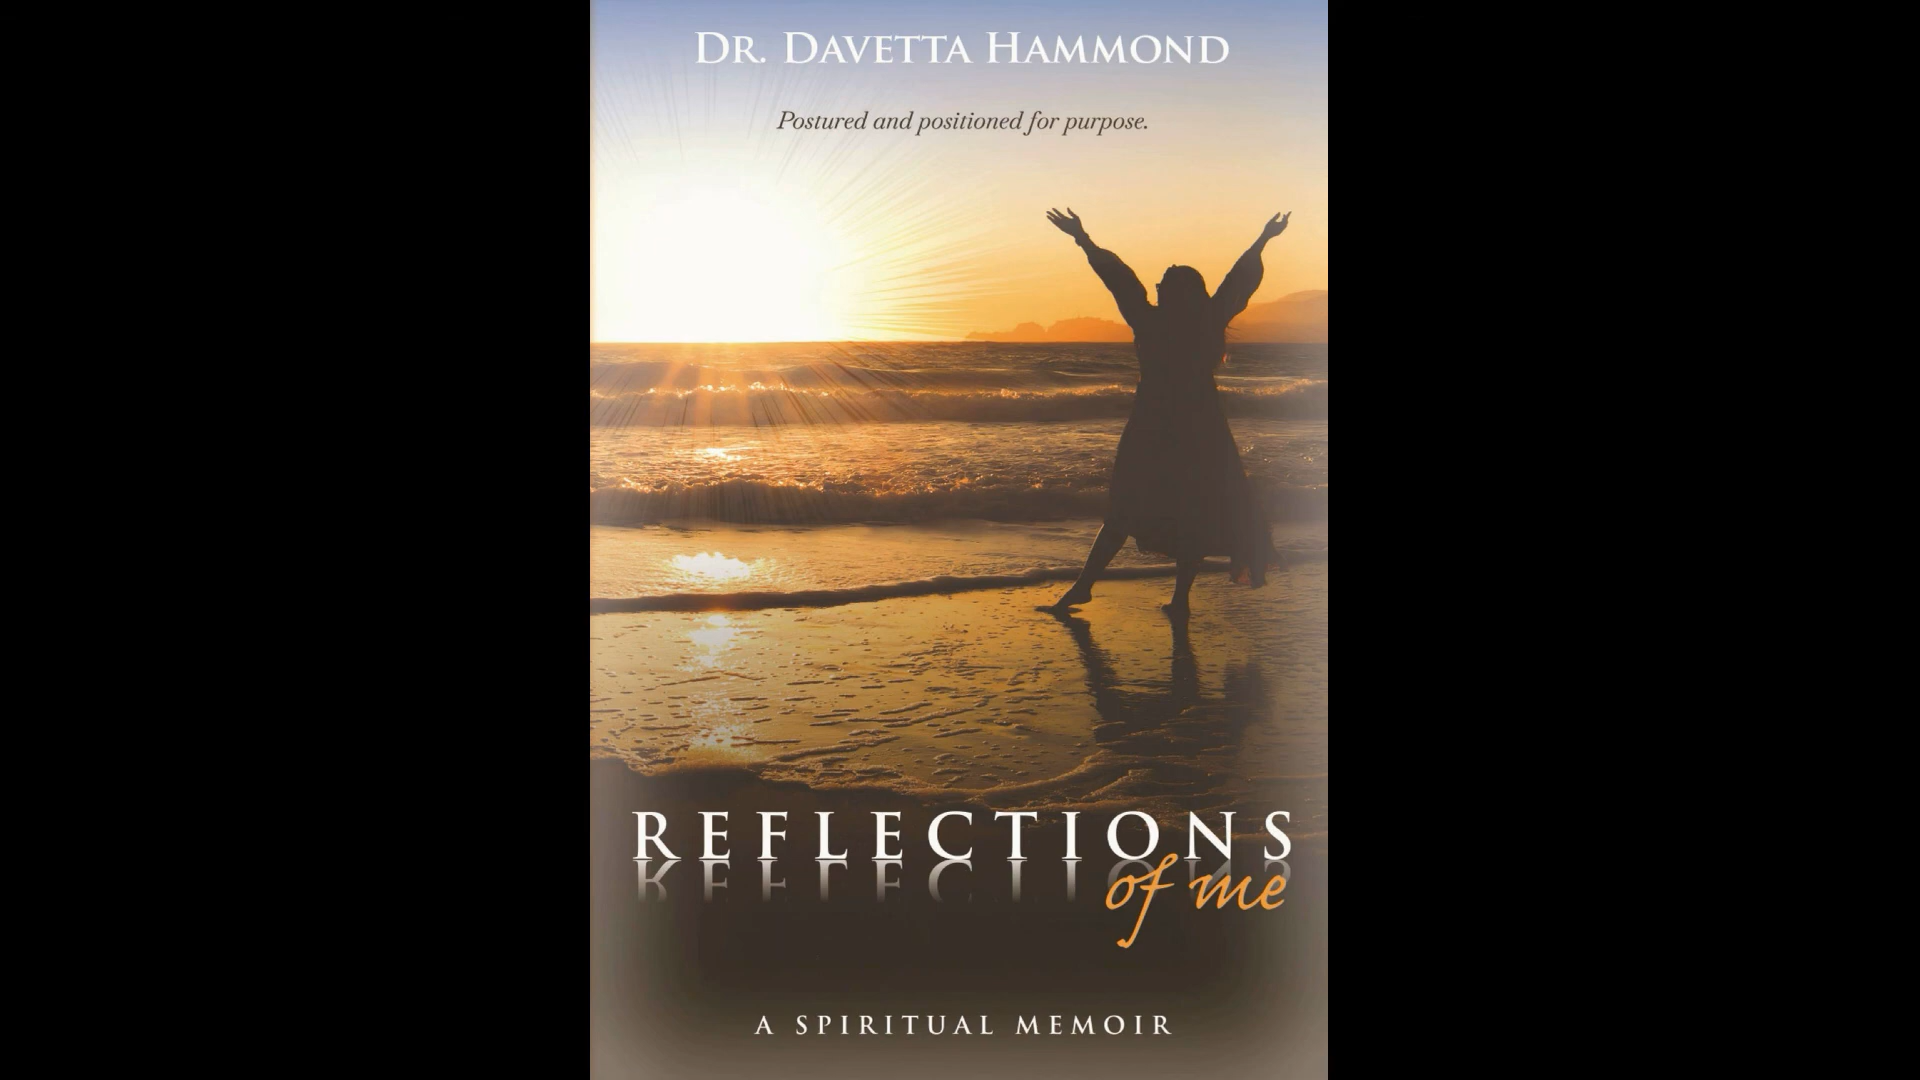 DR. DAVETTA HAMMOND
Postured and positioned for purpose.
REFLECTIONS
of me
A SPIRITUAL MEMOIR